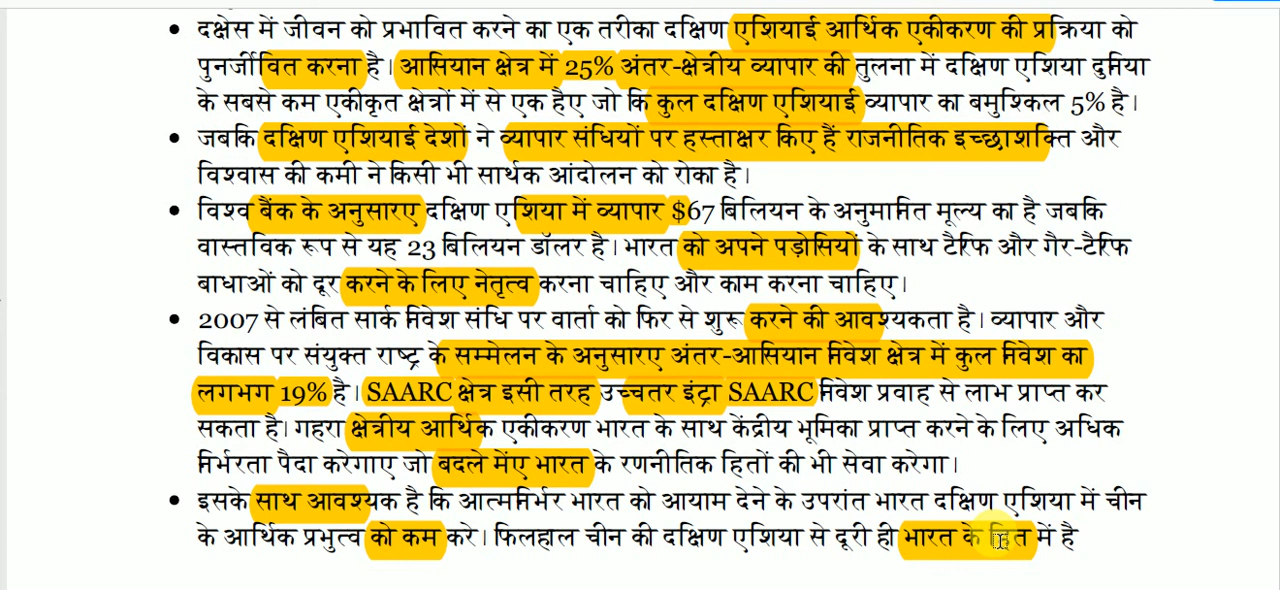 • दक्षेस में जीवन को प्रभावित करने का एक तरीका दक्षिण एशियाई आर्थिक एकीकरण की प्रक्रिया को
पुनर्जीवित करना है। आसियान क्षेत्र में 25% अंतर-क्षेत्रीय व्यापार की तुलना में दक्षिण एशिया दुनिया
के सबसे कम एकीकृत क्षेत्रों में से एक हैए जो कि कुल दक्षिण एशियाई व्यापार का बमुश्किल 5% है।
• जबकि दक्षिण एशियाई देशों ने व्यापार संधियों पर हस्ताक्षर किए हैं राजनीतिक इच्छाशक्ति और
विश्वास की कमी ने किसी भी सार्थक आंदोलन को रोका है।
• विश्व बैंक के अनुसारए दक्षिण एशिया में व्यापार $67 बिलियन के अनुमानित मूल्य का है जबकि
वास्तविक रूप से यह 23 बिलियन डॉलर है। भारत को अपने पड़ोसियों के साथ टैरिफ और गैर-टैरिफ
बाधाओं को दूर करने के लिए नेतृत्व करना चाहिए और काम करना चाहिए।
• 2007 से लंबित सार्क निवेश संधि पर वार्ता को फिर से शुरू करने की आवश्यकता है। व्यापार और
विकास पर संयुक्त राष्ट्र के सम्मेलन के अनुसारए अंतर-आसियान निवेश क्षेत्र में कुल निवेश का
लगभग 19% है। SAARC क्षेत्र इसी तरह उच्चतर इंट्रा SAARC निवेश प्रवाह से लाभ प्राप्त कर
सकता है। गहरा क्षेत्रीय आर्थिक एकीकरण भारत के साथ केंद्रीय भूमिका प्राप्त करने के लिए अधिक
निर्भरता पैदा करेगाए जो बदले मेंए भारत के रणनीतिक हितों की भी सेवा करेगा।
• इसके साथ आवश्यक है कि आत्मनिर्भर भारत को आयाम देने के उपरांत भारत दक्षिण एशिया में चीन
के आर्थिक प्रभुत्व को कम करे। फिलहाल चीन की दक्षिण एशिया से दूरी ही भारत के हित में है